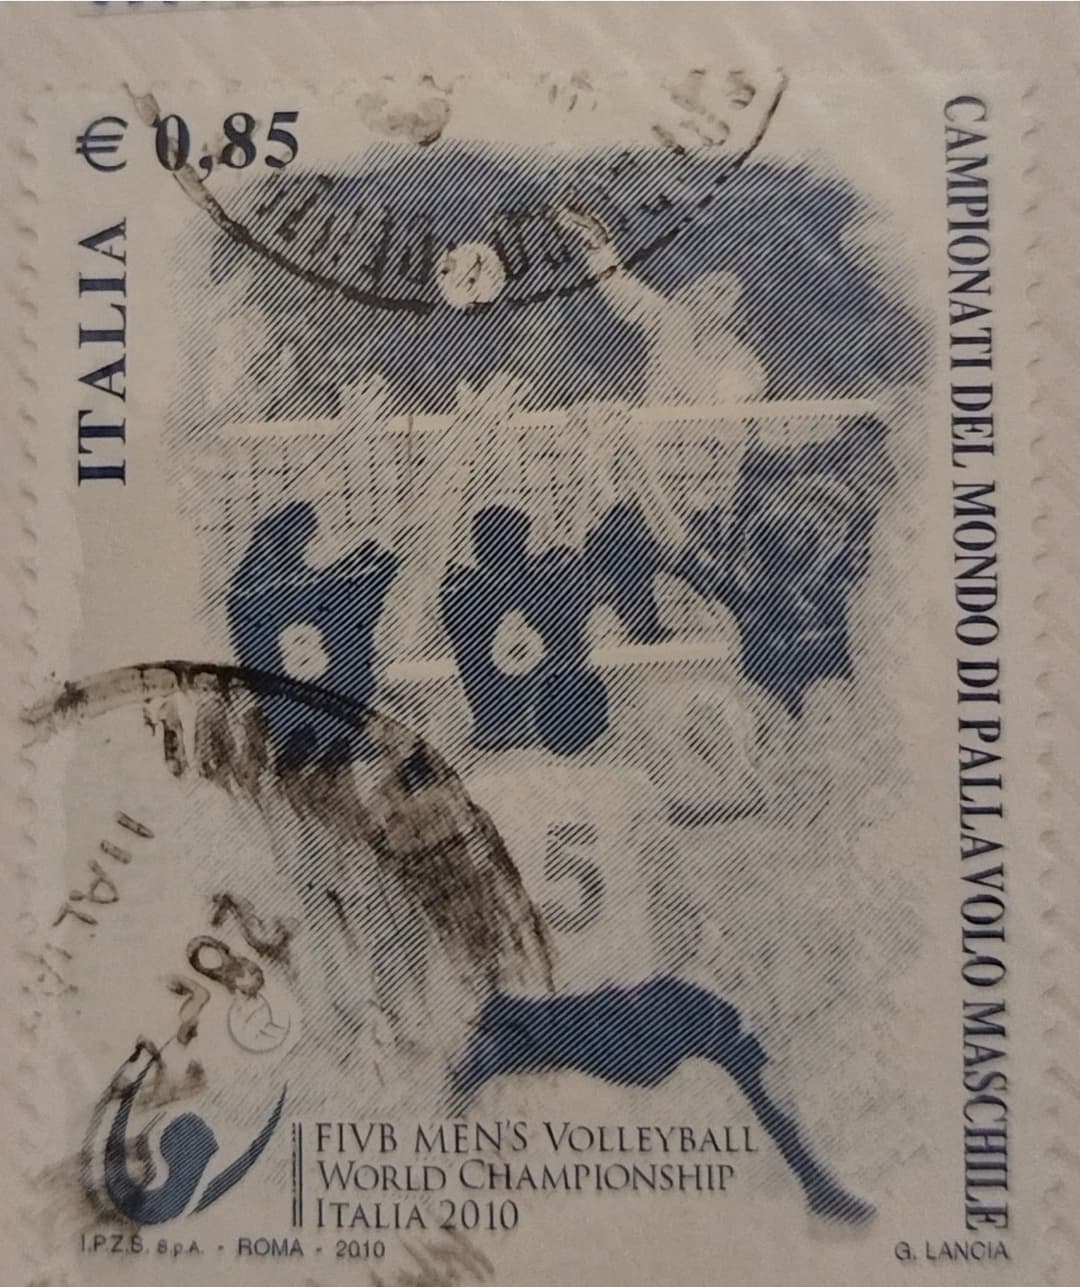 € 0,85
ITALIA
CAMPIONATI DEL MONDO DI PALLAVOLO MASCHILE
5
FIVB MEN'S VOLLEYBALL
WORLD CHAMPIONSHIP
ITALIA 2010
I.P.Z.S. S.p.A. - ROMA - 2010
G. LANCIA